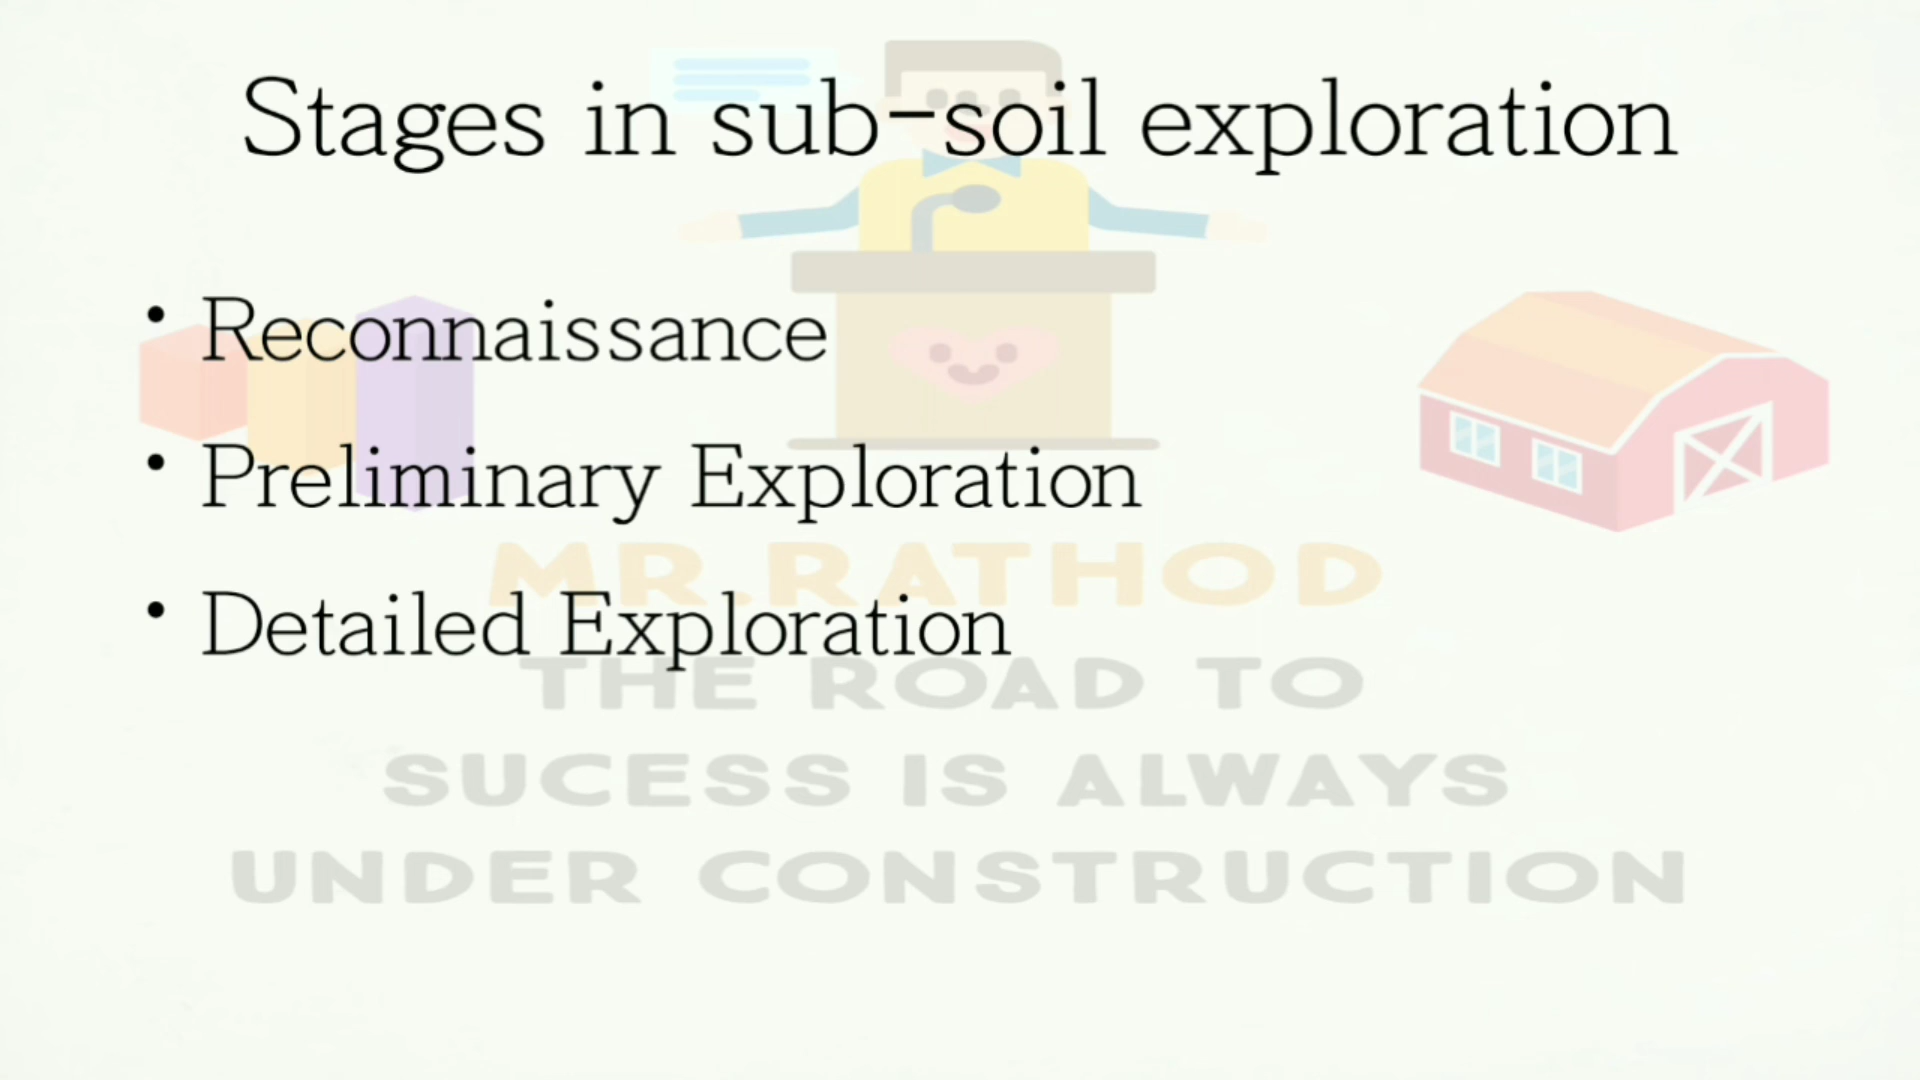 Stages in sub-soil exploration
• Reconnaissance
• Preliminary Exploration
• Detailed Exploration
MR.RATHOD
THE ROAD TO
SUCESS IS ALWAYS
UNDER CONSTRUCTION